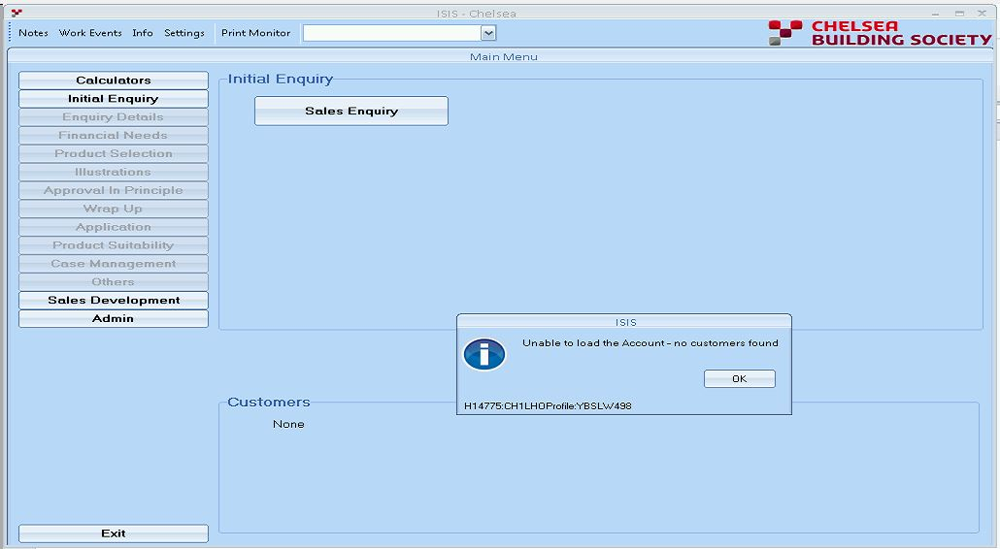 ISIS - Chelsea
Notes Work Events Info Settings Print Monitor
CHELSEA
BUILDING SOCIETY
Main Menu
Calculators
Initial Enquiry
Enquiry Details
Financial Needs
Product Selection
Illustrations
Approval In Principle
Wrap Up
Application
Product Suitability
Case Management
Others
Sales Development
Admin
Exit
Initial Enquiry
Sales Enquiry
ISIS
Unable to load the Account - no customers found
OK
H14775:CH1LHOProfile:YBSLW498
Customers
None